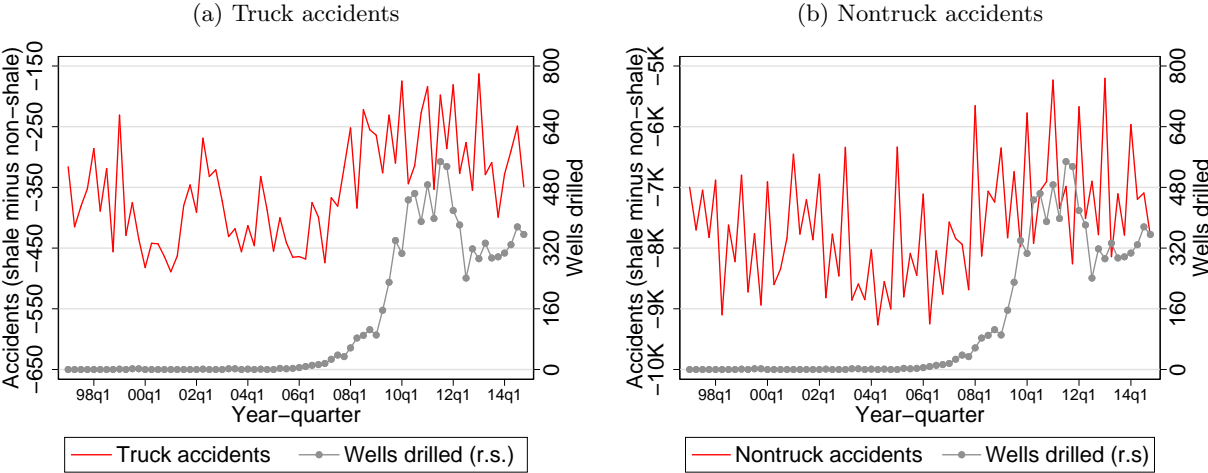 (a) Truck accidents
Accidents (shale minus non−shale)
−150
−250
−350
−450
−550
−650
800
640
480
320
160
0
Wells drilled
98q1 00q1 02q1 04q1 06q1 08q1 10q1 12q1 14q1
Year−quarter
Truck accidents Wells drilled (r.s.)
(b) Nontruck accidents
Accidents (shale minus non−shale)
−5K
−6K
−7K
−8K
−9K
−10K
800
640
480
320
160
0
Wells drilled
98q1 00q1 02q1 04q1 06q1 08q1 10q1 12q1 14q1
Year−quarter
Nontruck accidents Wells drilled (r.s)